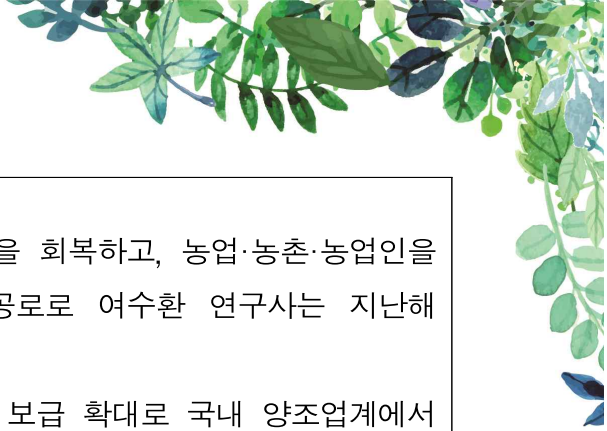 을 회복하고, 농업·농촌·농업인을
공로로 여수환 연구사는 지난해
보급 확대로 국내 양조업계에서